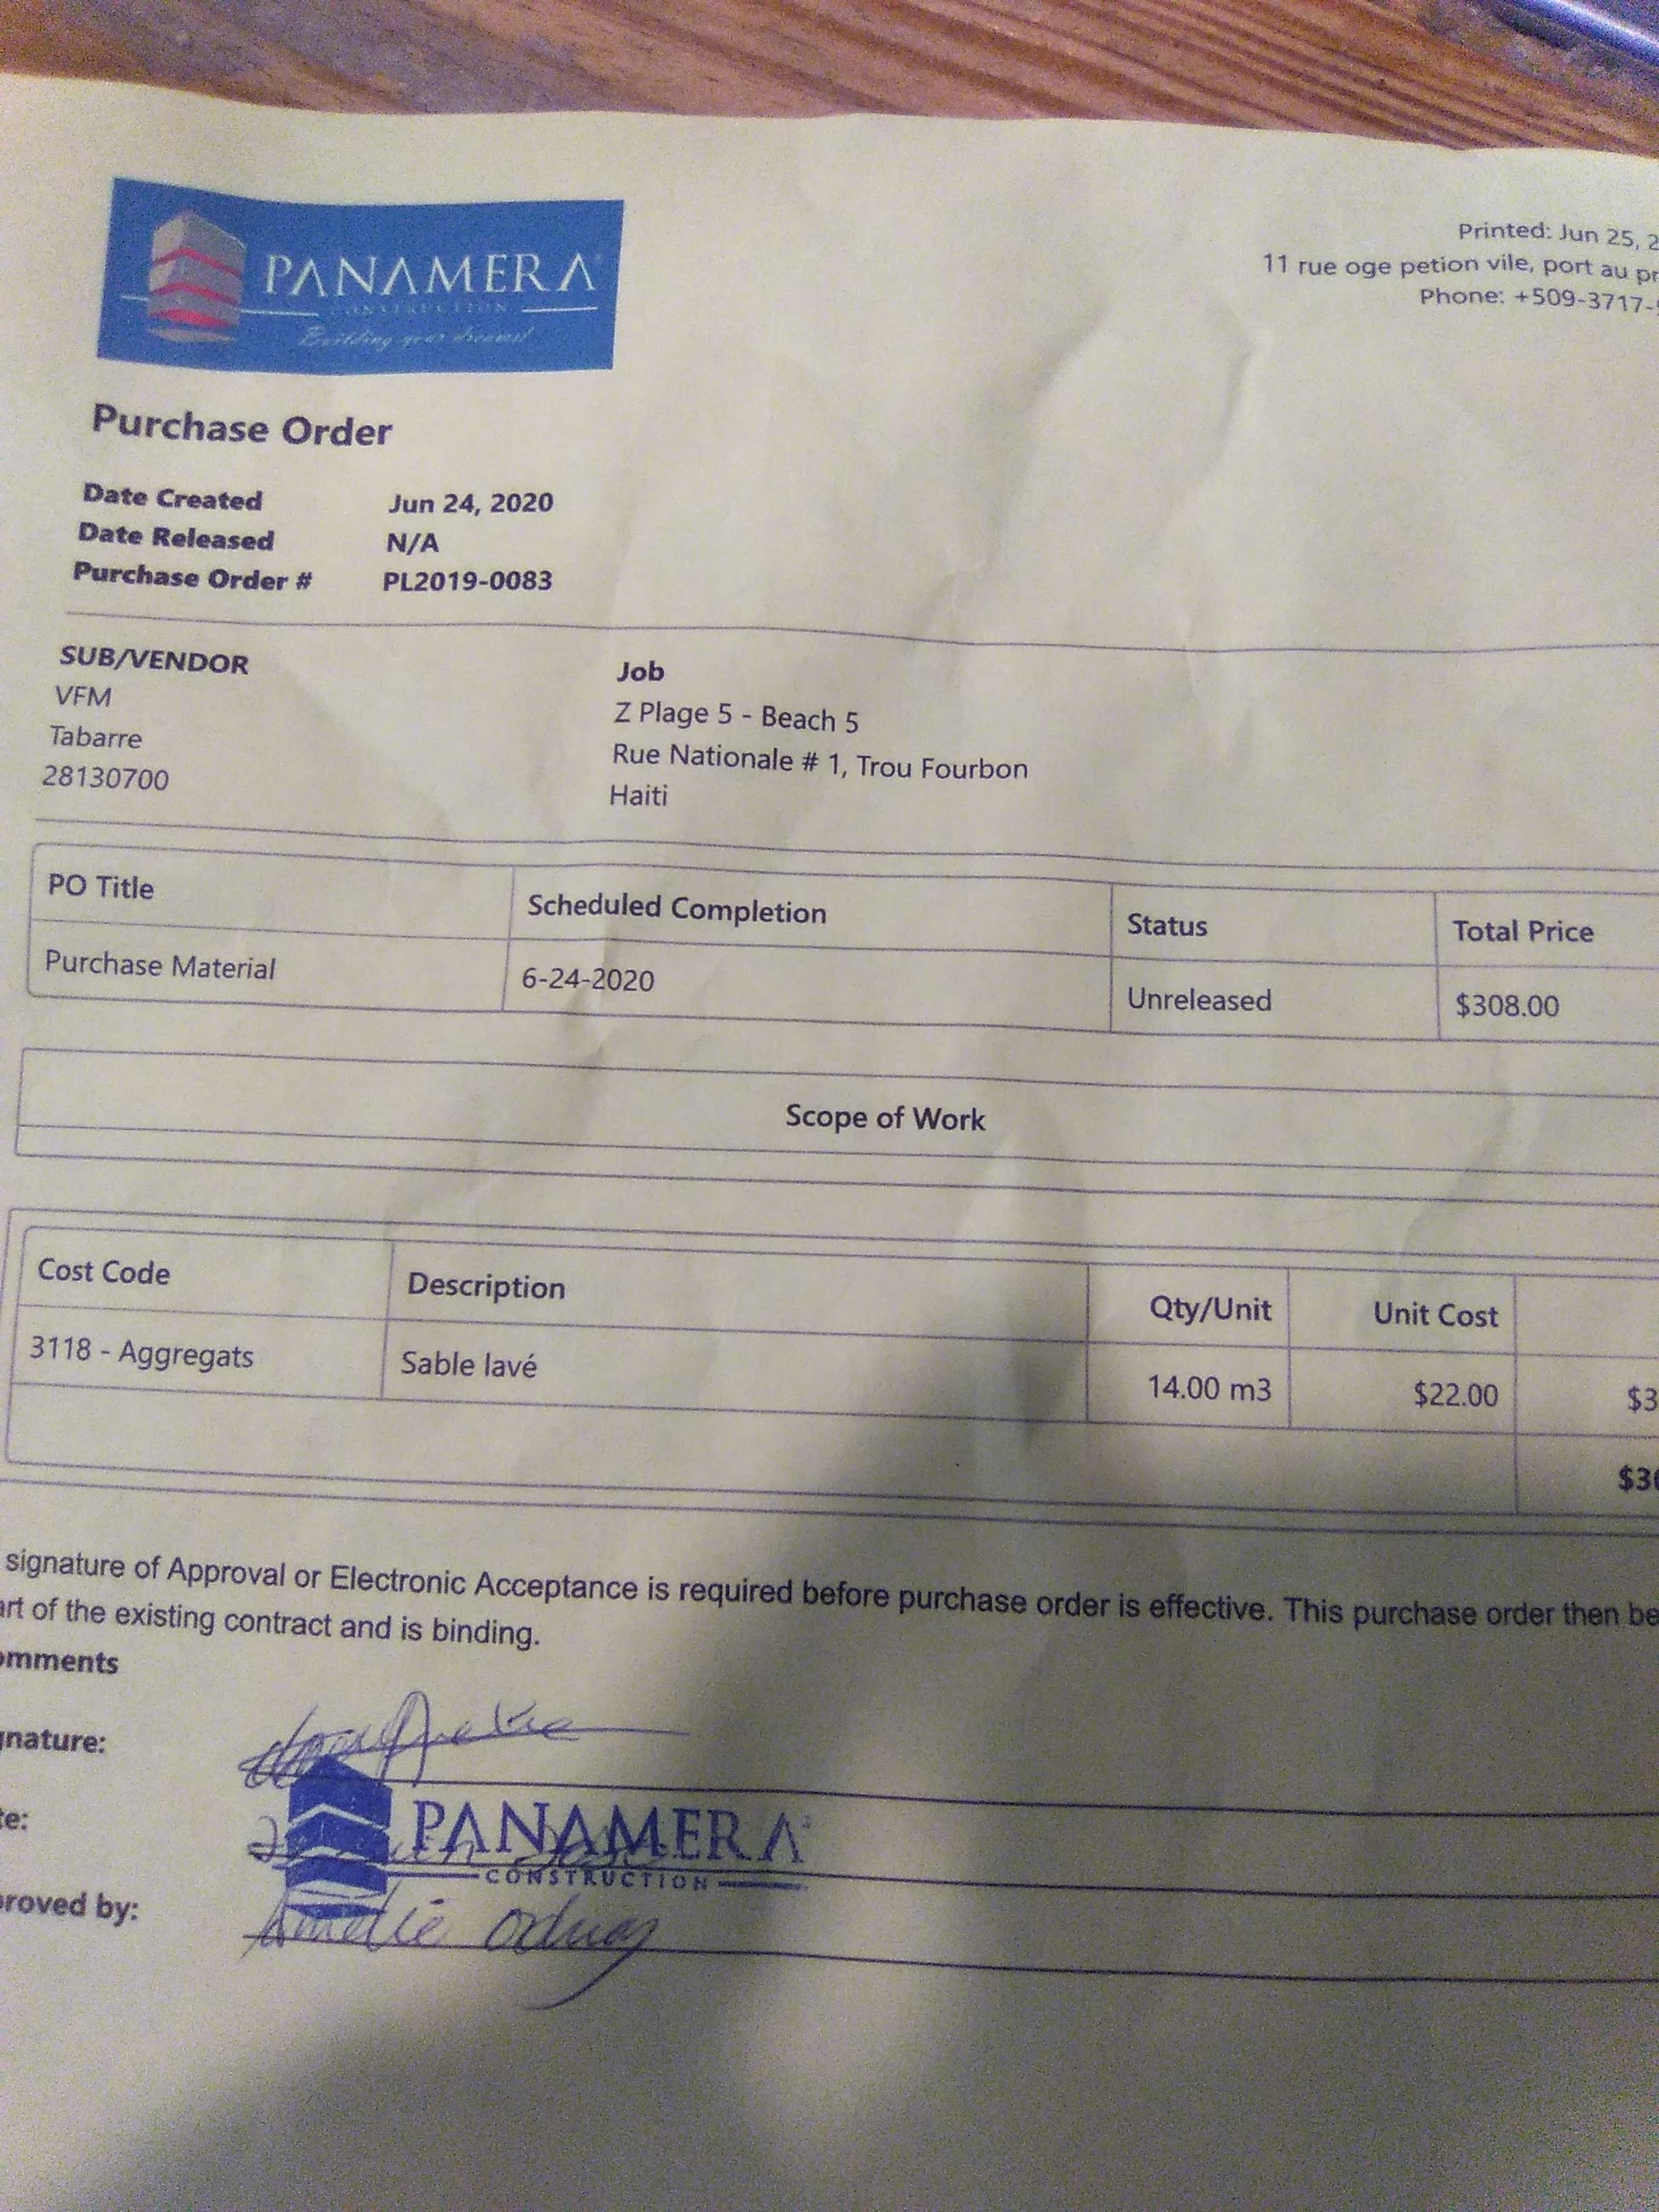 PANAMERA
CONSTRUCTION
Building your dreams!
Printed: Jun 25, 2
11 rue oge petion vile, port au pr
Phone: +509-3717-
Purchase Order
Date Created Jun 24, 2020
Date Released N/A
Purchase Order # PL2019-0083
SUB/VENDOR Job
VFM Z Plage 5 - Beach 5
Tabarre Rue Nationale # 1, Trou Fourbon
28130700 Haiti
PO Title Scheduled Completion Status Total Price
Purchase Material 6-24-2020 Unreleased $308.00
Scope of Work
Cost Code Description Qty/Unit Unit Cost
3118 - Aggregats Sable lavé 14.00 m3 $22.00 $3
$30
signature of Approval or Electronic Acceptance is required before purchase order is effective. This purchase order then be
art of the existing contract and is binding.
omments
gnature:
te:
PANAMERA
CONSTRUCTION
proved by: Amelie